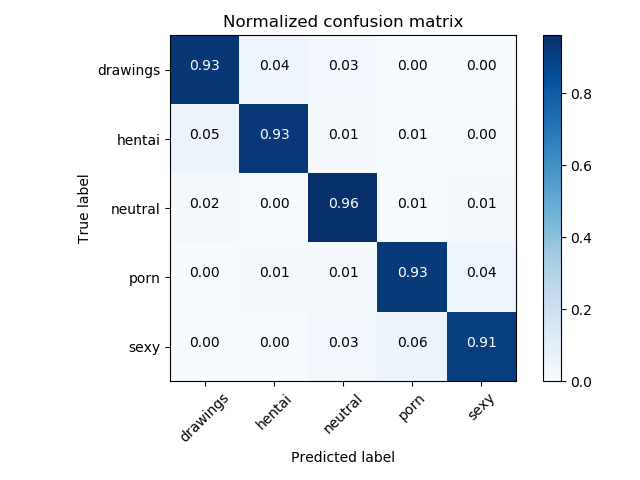 Normalized confusion matrix
True label
drawings 0.93 0.04 0.03 0.00 0.00
hentai 0.05 0.93 0.01 0.01 0.00
neutral 0.02 0.00 0.96 0.01 0.01
porn 0.00 0.01 0.01 0.93 0.04
sexy 0.00 0.00 0.03 0.06 0.91
drawings hentai neutral porn sexy
Predicted label
0.8
0.6
0.4
0.2
0.0